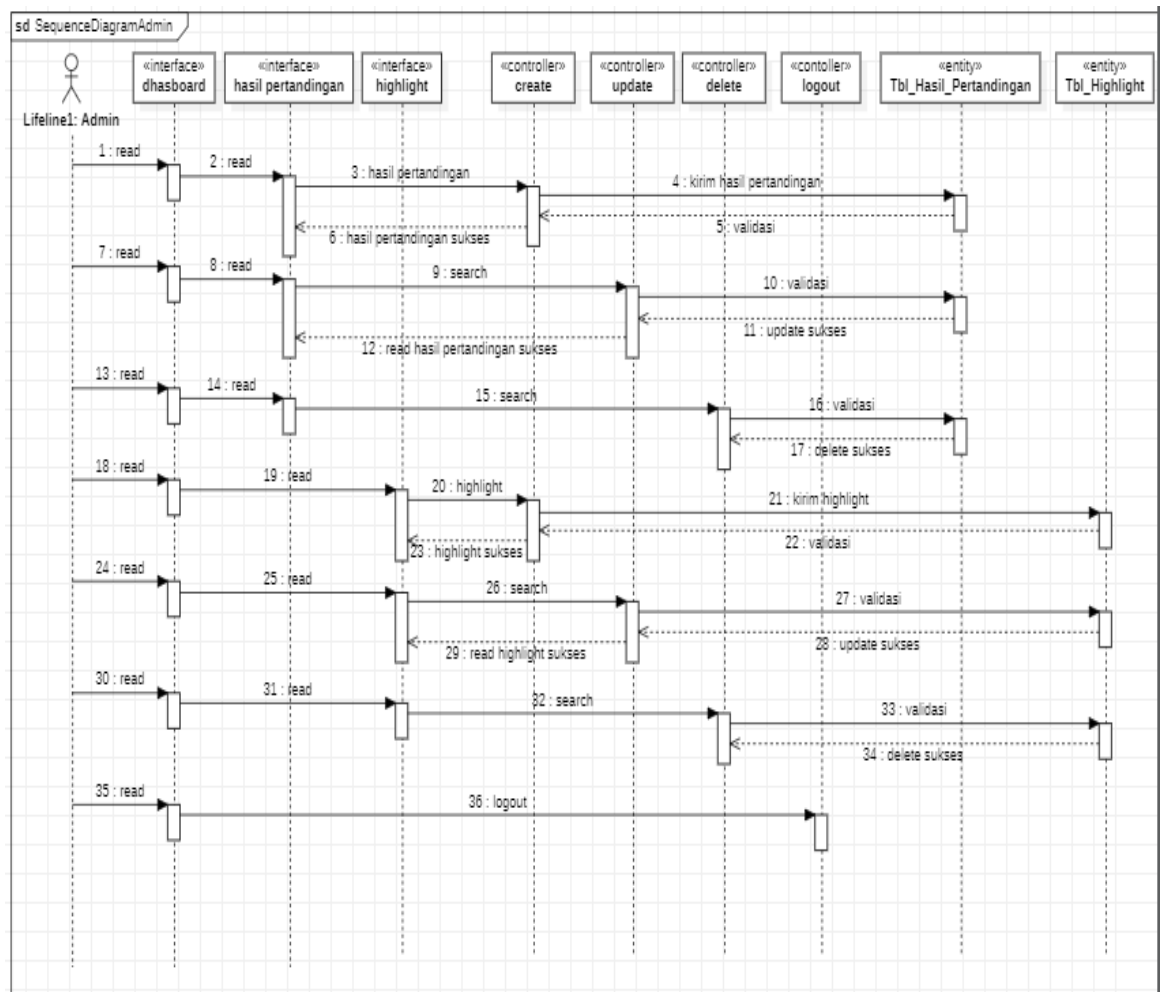 sd SequenceDiagramAdmin
«interface»
dhasboard
«interface»
hasil pertandingan
«interface»
highlight
«controller»
create
«controller»
update
«controller»
delete
«contoller»
logout
«entity»
Tbl_Hasil_Pertandingan
«entity»
Tbl_Highlight
Lifeline1: Admin
1 : read
2 : read
3 : hasil pertandingan
4 : kirim hasil pertandingan
5 : validasi
6 : hasil pertandingan sukses
7 : read
8 : read
9 : search
10 : validasi
11 : update sukses
12 : read hasil pertandingan sukses
13 : read
14 : read
15 : search
16 : validasi
17 : delete sukses
18 : read
19 : read
20 : highlight
21 : kirim highlight
22 : validasi
23 : highlight sukses
24 : read
25 : read
26 : search
27 : validasi
28 : update sukses
29 : read highlight sukses
30 : read
31 : read
32 : search
33 : validasi
34 : delete sukses
35 : read
36 : logout